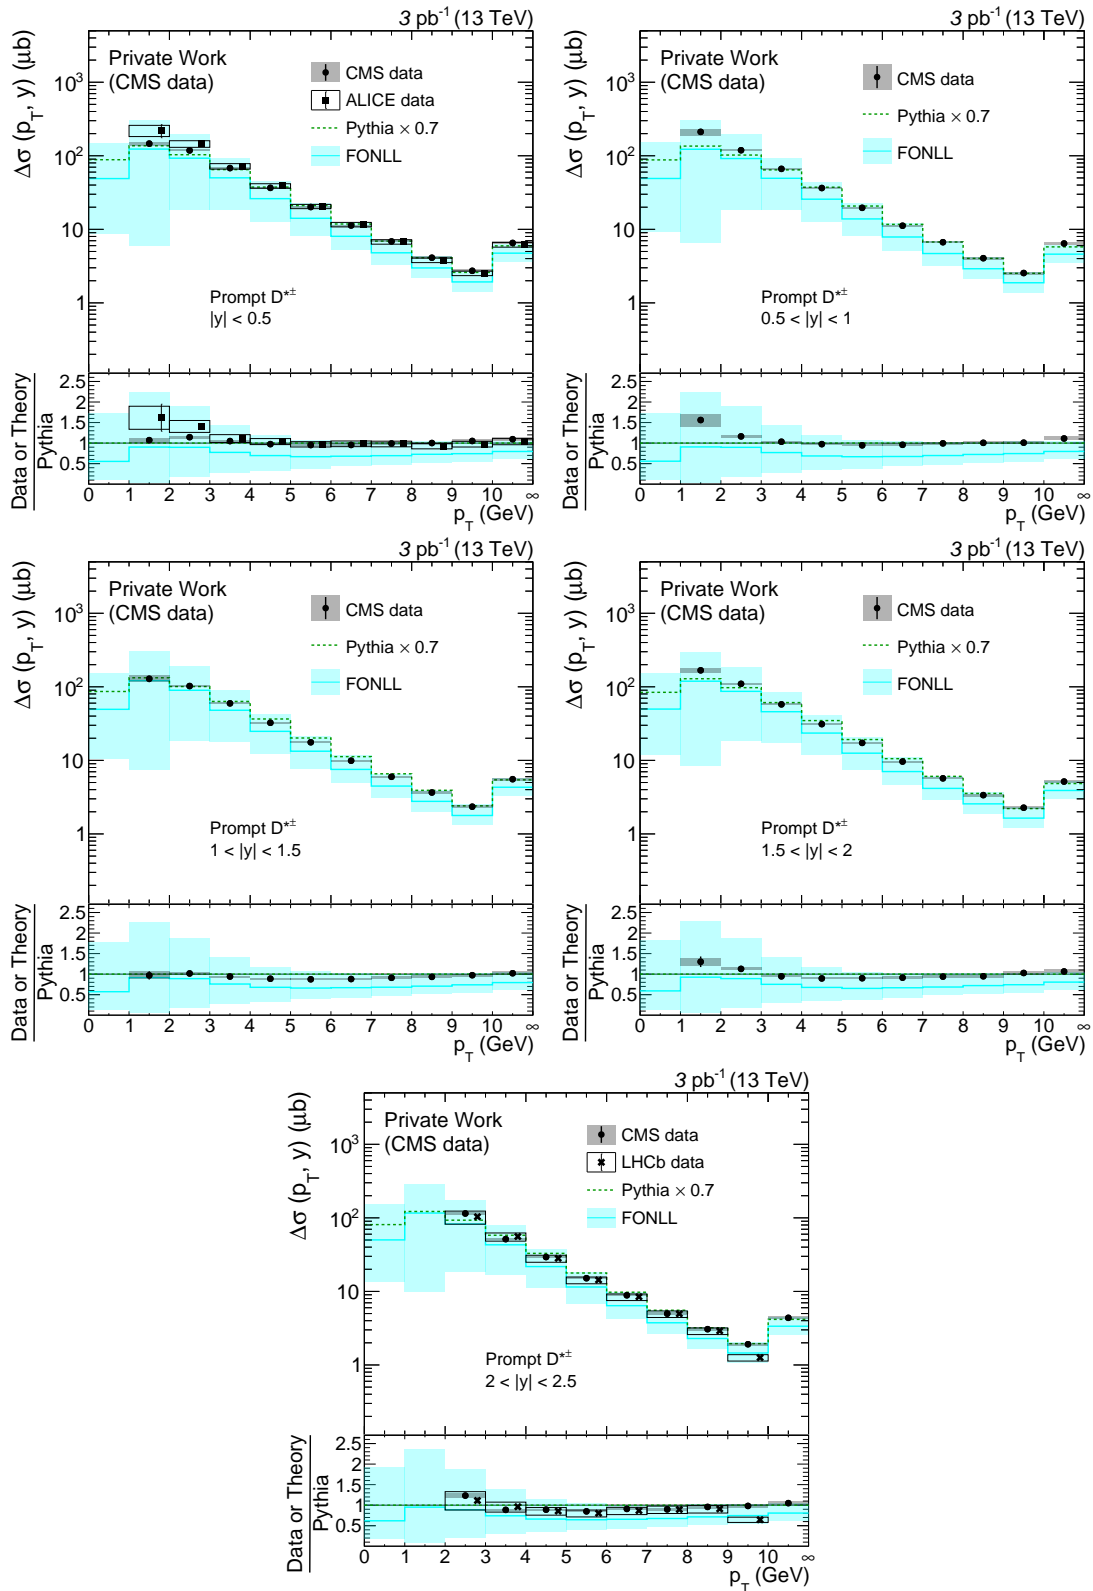 3 pb-1 (13 TeV)
Private Work
(CMS data)
CMS data
ALICE data
Pythia × 0.7
FONLL
Δσ (pT, y) (μb)
10³
10²
10
1
Prompt D*±
|y| < 0.5
Data or Theory
Pythia
2.5
2
1.5
1
0.5
0 1 2 3 4 5 6 7 8 9 10 ∞
pT (GeV)
3 pb-1 (13 TeV)
Private Work
(CMS data)
CMS data
Pythia × 0.7
FONLL
Δσ (pT, y) (μb)
10³
10²
10
1
Prompt D*±
0.5 < |y| < 1
Data or Theory
Pythia
2.5
2
1.5
1
0.5
0 1 2 3 4 5 6 7 8 9 10 ∞
pT (GeV)
3 pb-1 (13 TeV)
Private Work
(CMS data)
CMS data
Pythia × 0.7
FONLL
Δσ (pT, y) (μb)
10³
10²
10
1
Prompt D*±
1 < |y| < 1.5
Data or Theory
Pythia
2.5
2
1.5
1
0.5
0 1 2 3 4 5 6 7 8 9 10 ∞
pT (GeV)
3 pb-1 (13 TeV)
Private Work
(CMS data)
CMS data
Pythia × 0.7
FONLL
Δσ (pT, y) (μb)
10³
10²
10
1
Prompt D*±
1.5 < |y| < 2
Data or Theory
Pythia
2.5
2
1.5
1
0.5
0 1 2 3 4 5 6 7 8 9 10 ∞
pT (GeV)
3 pb-1 (13 TeV)
Private Work
(CMS data)
CMS data
LHCb data
Pythia × 0.7
FONLL
Δσ (pT, y) (μb)
10³
10²
10
1
Prompt D*±
2 < |y| < 2.5
Data or Theory
Pythia
2.5
2
1.5
1
0.5
0 1 2 3 4 5 6 7 8 9 10 ∞
pT (GeV)